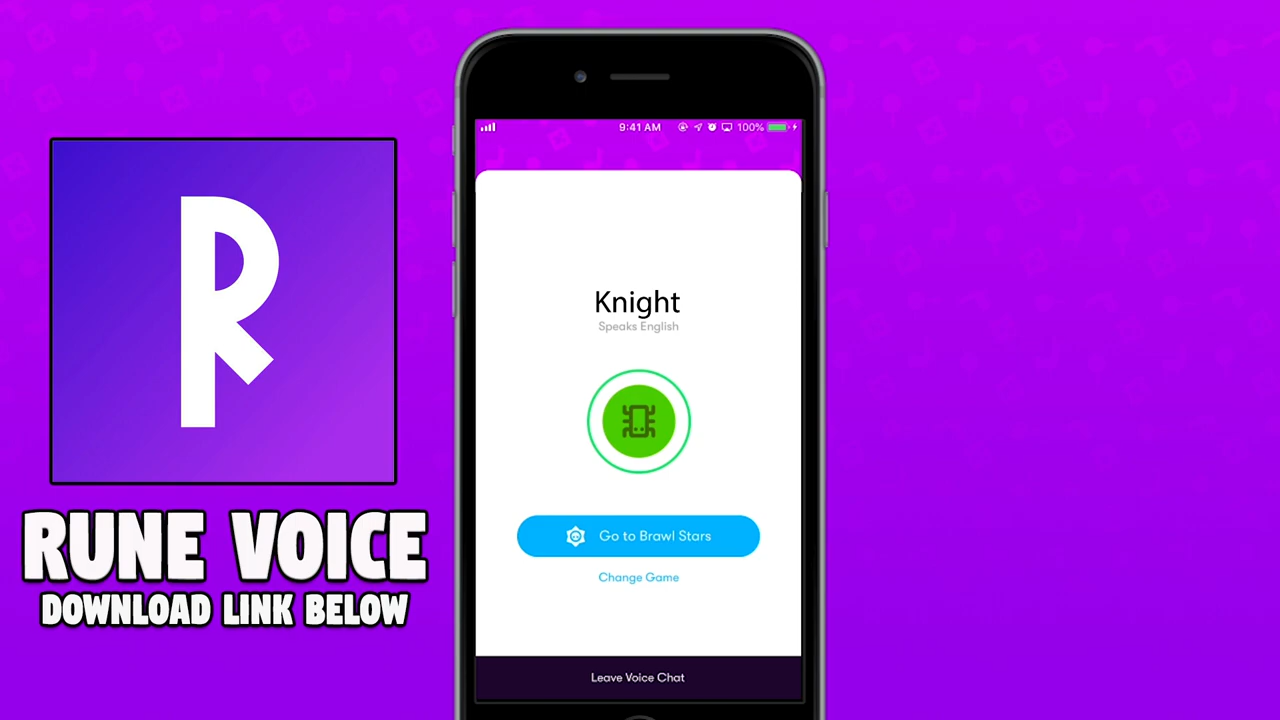 R
RUNE VOICE
DOWNLOAD LINK BELOW
9:41 AM
100%
Knight
Speaks English
Go to Brawl Stars
Change Game
Leave Voice Chat